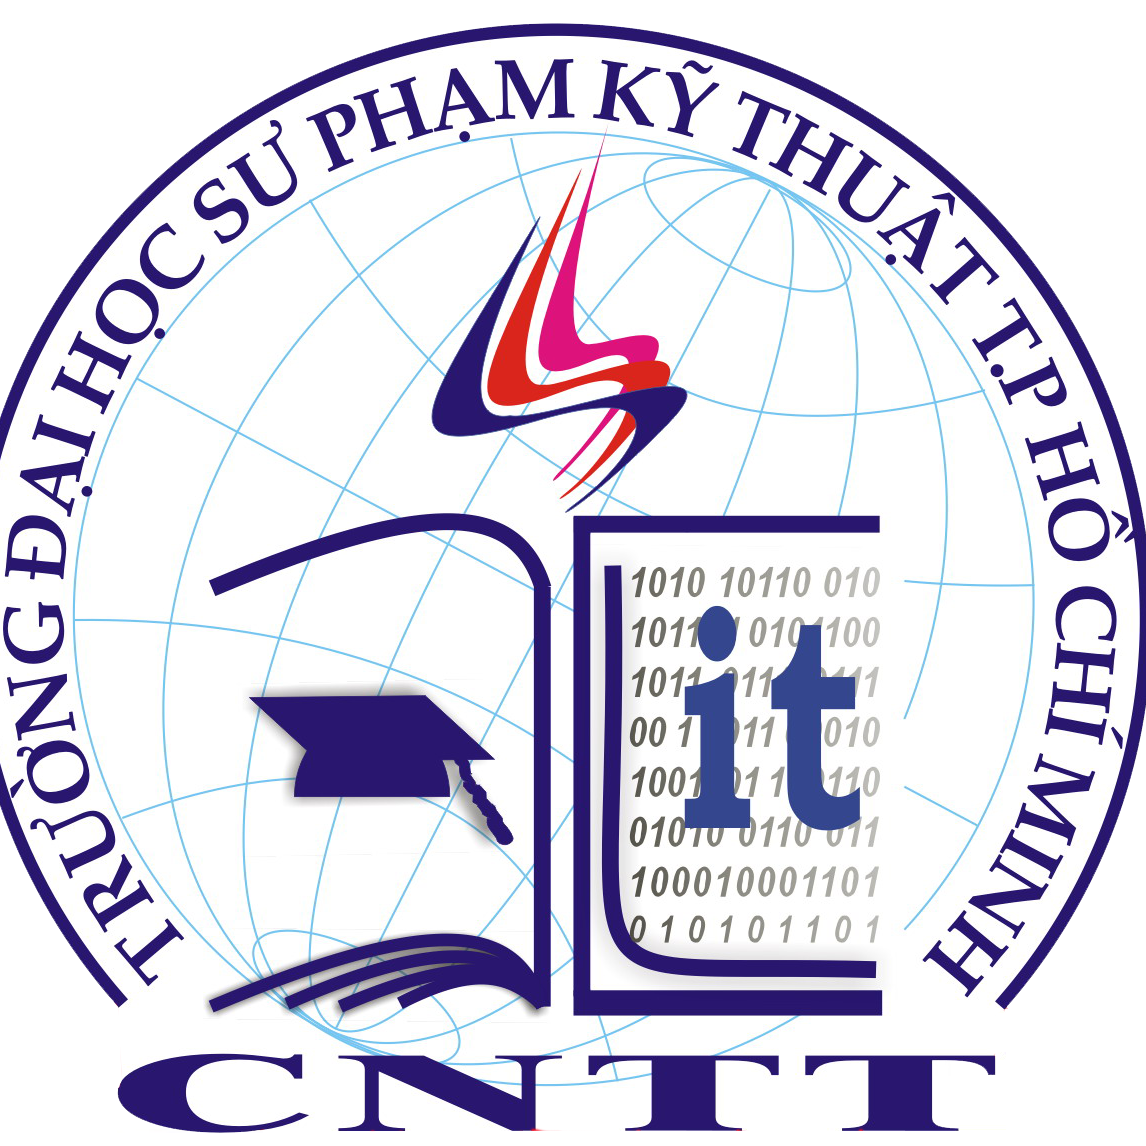 TRƯỜNG ĐẠI HỌC SƯ PHẠM KỸ THUẬT T.P HỒ CHÍ MINH
1010 10110 010
it
100010001101
0 1 0 1 0 1 1 0 1
CNTT